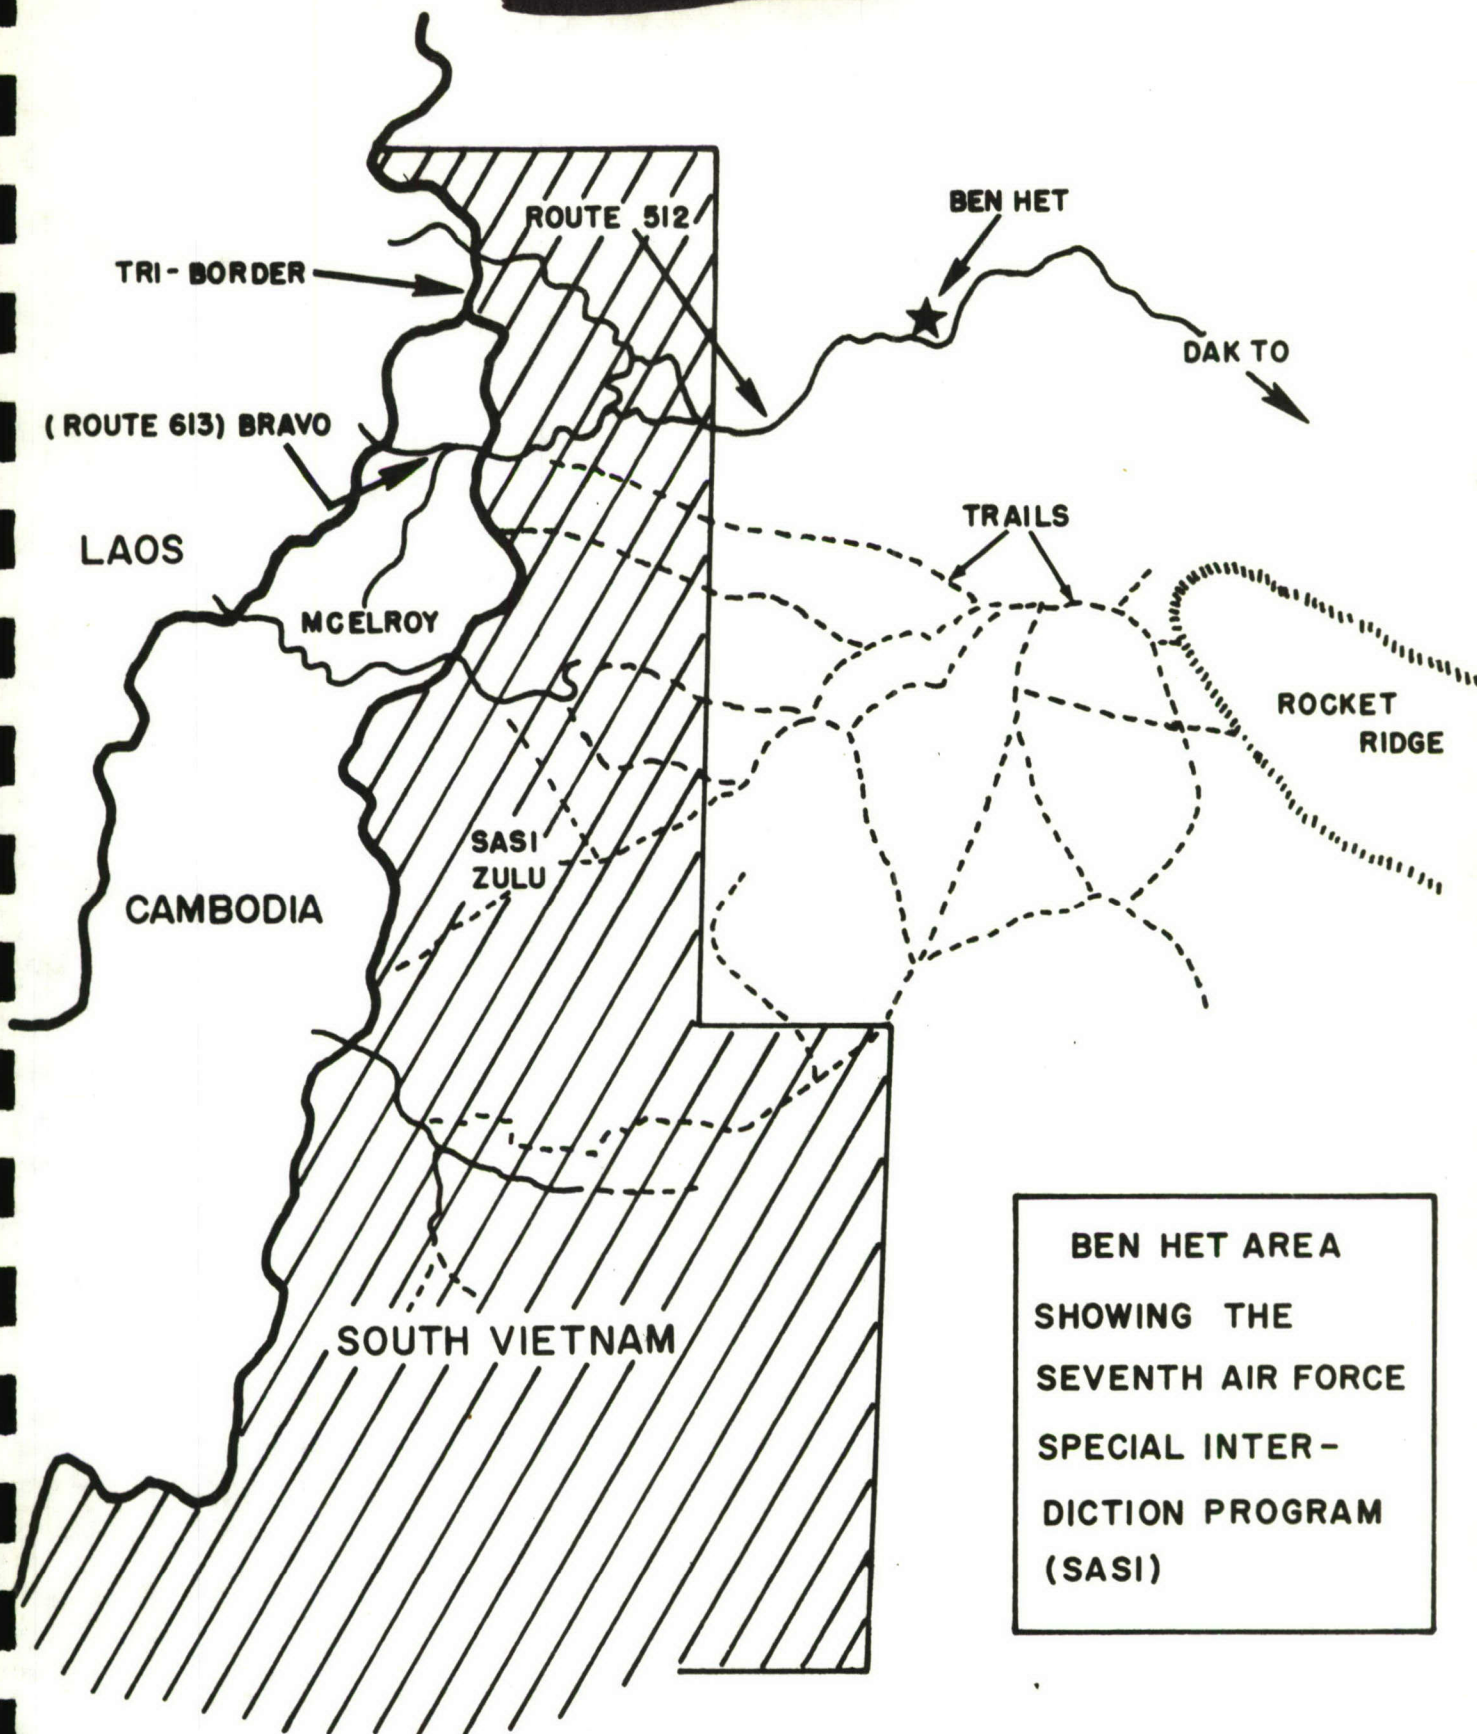 ROUTE 512
BEN HET
TRI-BORDER
DAK TO
(ROUTE 613) BRAVO
TRAILS
LAOS
MCELROY
ROCKET
RIDGE
SASI
ZULU
CAMBODIA
SOUTH VIETNAM
BEN HET AREA
SHOWING THE
SEVENTH AIR FORCE
SPECIAL INTER-
DICTION PROGRAM
(SASI)